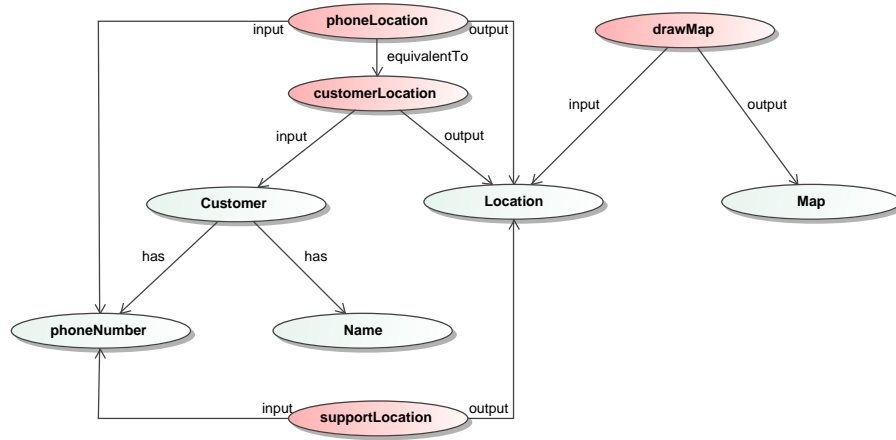 phoneLocation
input
output
drawMap
equivalentTo
customerLocation
input
output
input
output
Customer
Location
Map
has
has
phoneNumber
Name
input
supportLocation
output